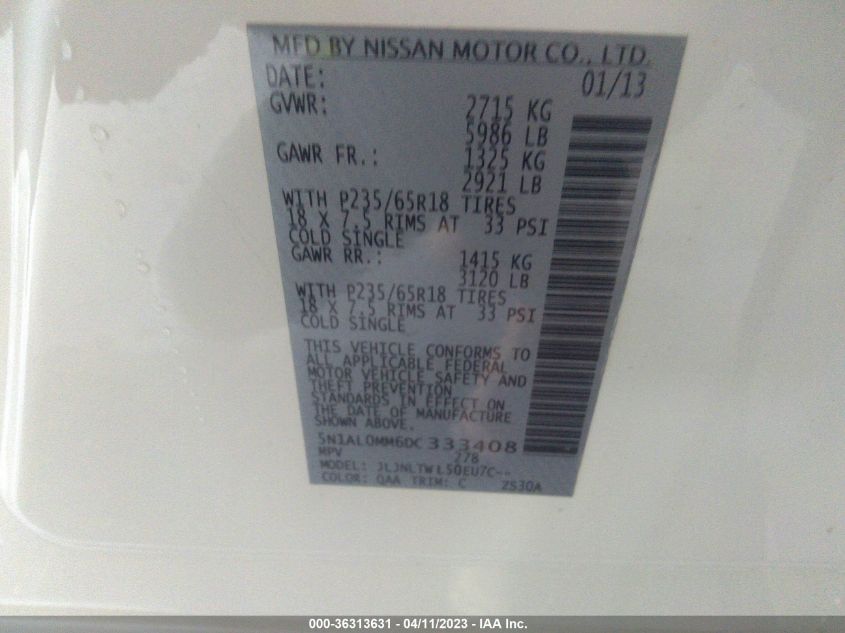 MFD BY NISSAN MOTOR CO., LTD.
DATE: 01/13
GVWR: 2715 KG
5986 LB
GAWR FR.: 1325 KG
2921 LB
WITH P235/65R18 TIRES
18 X 7.5 RIMS AT 33 PSI
COLD SINGLE
GAWR RR.: 1415 KG
3120 LB
WITH P235/65R18 TIRES
18 X 7.5 RIMS AT 33 PSI
COLD SINGLE
THIS VEHICLE CONFORMS TO
ALL APPLICABLE FEDERAL
MOTOR VEHICLE SAFETY AND
THEFT PREVENTION
STANDARDS IN EFFECT ON
THE DATE OF MANUFACTURE
SHOWN ABOVE.
5N1AL0MM6DC333408
MPV 278
MODEL: JLJNLTWL50EU7C--
COLOR: QAA TRIM: C 2530A
000-36313631 - 04/11/2023 - IAA Inc.